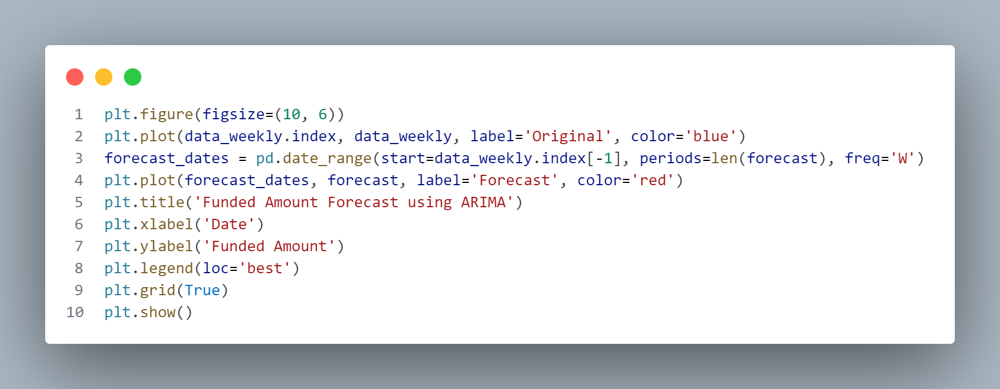 1 plt.figure(figsize=(10, 6))
2 plt.plot(data_weekly.index, data_weekly, label='Original', color='blue')
3 forecast_dates = pd.date_range(start=data_weekly.index[-1], periods=len(forecast), freq='W')
4 plt.plot(forecast_dates, forecast, label='Forecast', color='red')
5 plt.title('Funded Amount Forecast using ARIMA')
6 plt.xlabel('Date')
7 plt.ylabel('Funded Amount')
8 plt.legend(loc='best')
9 plt.grid(True)
10 plt.show()